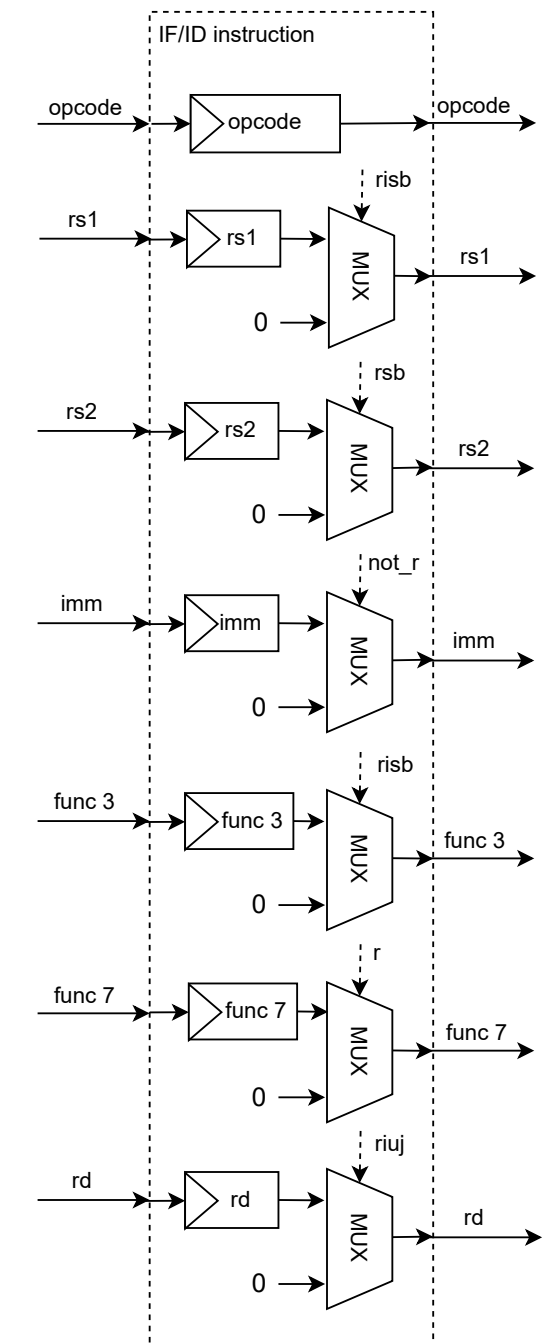 IF/ID instruction
opcode
opcode
opcode
risb
rs1
rs1
MUX
rs1
0
rsb
rs2
rs2
MUX
rs2
0
not_r
imm
imm
MUX
imm
0
risb
func 3
func 3
MUX
func 3
0
r
func 7
func 7
MUX
func 7
0
riuj
rd
rd
MUX
rd
0